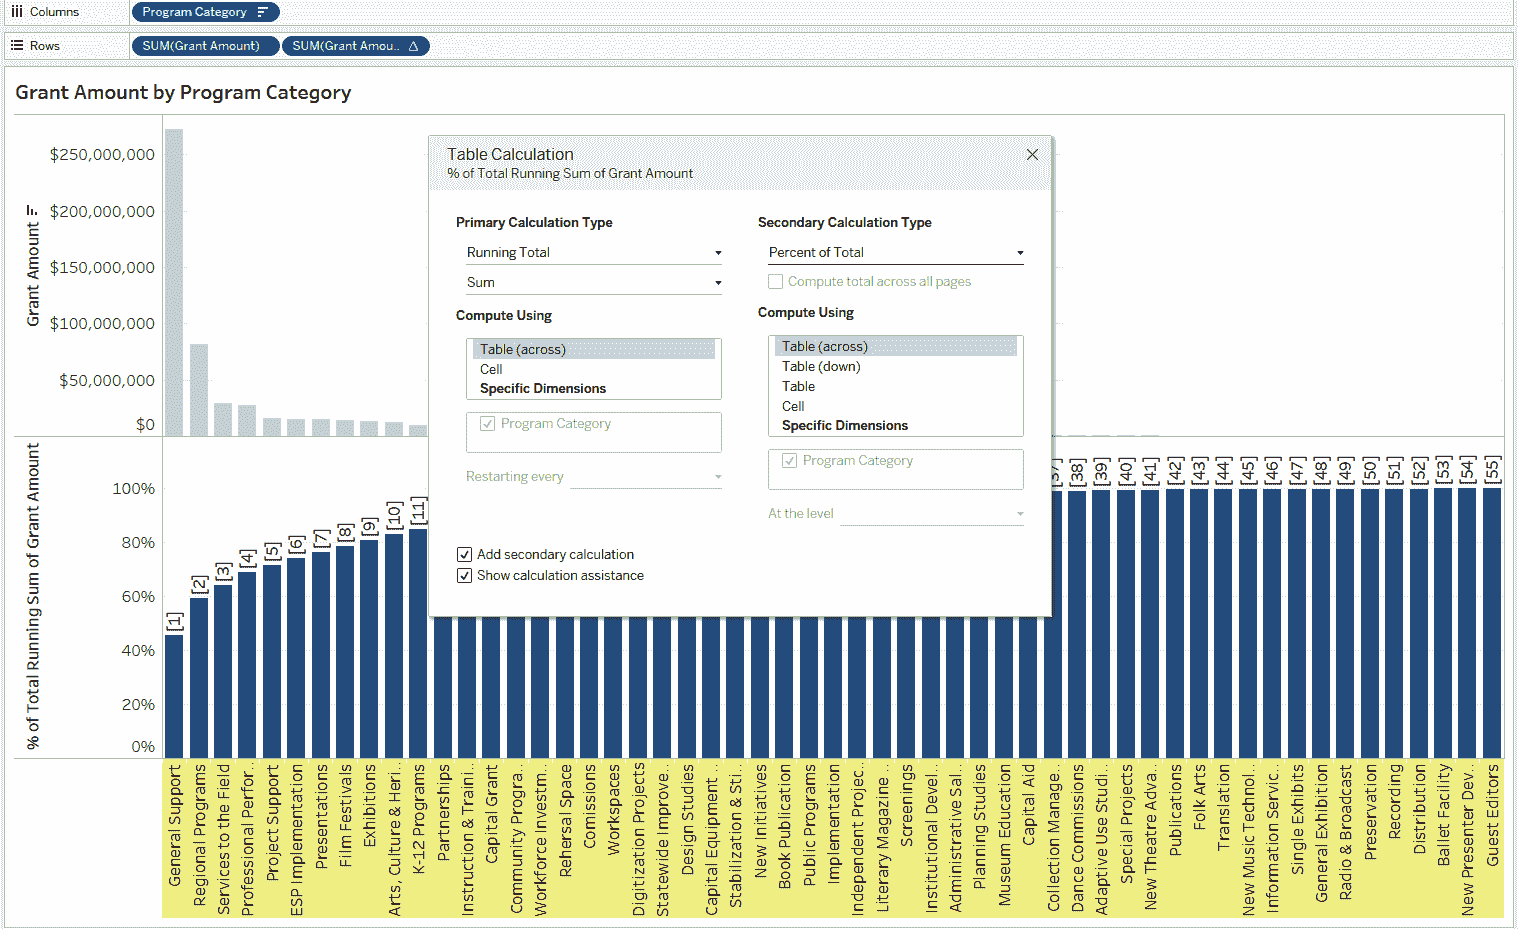 Columns
Program Category
Rows
SUM(Grant Amount)
SUM(Grant Amou..
Grant Amount by Program Category
Grant Amount
$250,000,000
$200,000,000
$150,000,000
$100,000,000
$50,000,000
$0
Table Calculation
% of Total Running Sum of Grant Amount
Primary Calculation Type
Running Total
Sum
Compute Using
Table (across)
Cell
Specific Dimensions
Program Category
Restarting every
Secondary Calculation Type
Percent of Total
Compute total across all pages
Compute Using
Table (across)
Table (down)
Table
Cell
Specific Dimensions
Program Category
At the level
Add secondary calculation
Show calculation assistance
% of Total Running Sum of Grant Amount
100%
80%
60%
40%
20%
0%
[1]
[2]
[3]
[4]
[5]
[6]
[7]
[8]
[9]
[10]
[11]
[37]
[38]
[39]
[40]
[41]
[42]
[43]
[44]
[45]
[46]
[47]
[48]
[49]
[50]
[51]
[52]
[53]
[54]
[55]
General Support
Regional Programs
Services to the Field
Professional Perfor..
Project Support
ESP Implementation
Presentations
Film Festivals
Exhibitions
Arts, Culture & Heri..
K-12 Programs
Partnerships
Instruction & Traini..
Capital Grant
Community Progra..
Workforce Investm..
Rehersal Space
Comissions
Workspaces
Digitization Projects
Statewide Improve..
Design Studies
Capital Equipment ..
Stabilization & Sti..
New Initiatives
Book Publication
Public Programs
Implementation
Independent Projec..
Literary Magazine ..
Screenings
Institutional Devel..
Administrative Sal..
Planning Studies
Museum Education
Capital Aid
Collection Manage..
Dance Commissions
Adaptive Use Studi..
Special Projects
New Theatre Adva..
Publications
Folk Arts
Translation
New Music Technol..
Information Servic..
Single Exhibits
General Exhibition
Radio & Broadcast
Preservation
Recording
Distribution
Ballet Facility
New Presenter Dev..
Guest Editors